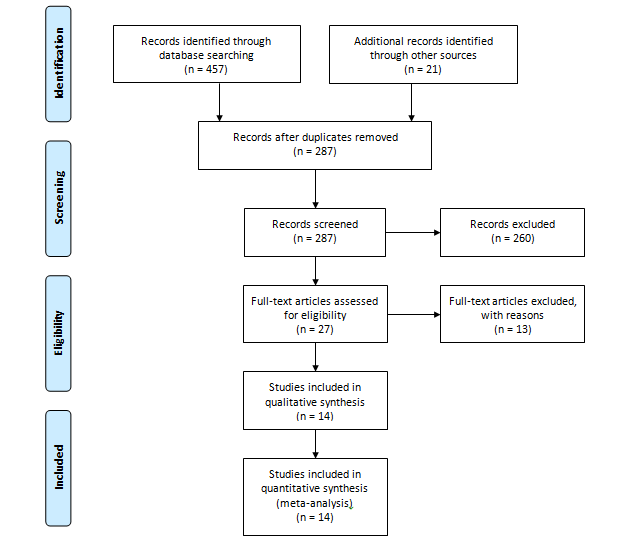 Identification
Records identified through
database searching
(n = 457)
Additional records identified
through other sources
(n = 21)
Records after duplicates removed
(n = 287)
Screening
Records screened
(n = 287)
Records excluded
(n = 260)
Eligibility
Full-text articles assessed
for eligibility
(n = 27)
Full-text articles excluded,
with reasons
(n = 13)
Studies included in
qualitative synthesis
(n = 14)
Included
Studies included in
quantitative synthesis
(meta-analysis)
(n = 14)